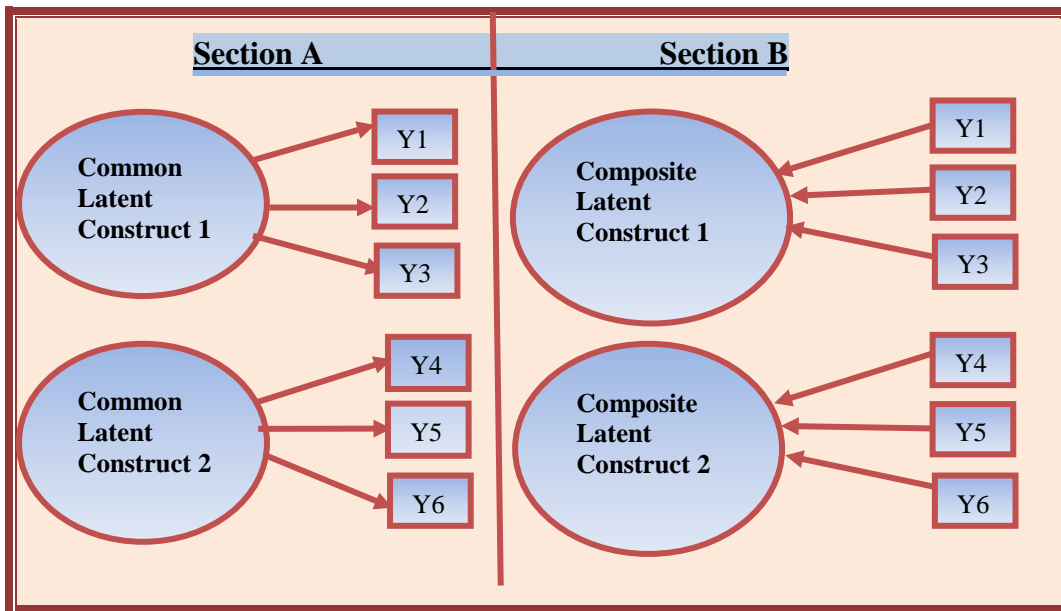 Section A
Section B
Common
Latent
Construct 1
Y1
Y2
Y3
Composite
Latent
Construct 1
Y1
Y2
Y3
Common
Latent
Construct 2
Y4
Y5
Y6
Composite
Latent
Construct 2
Y4
Y5
Y6